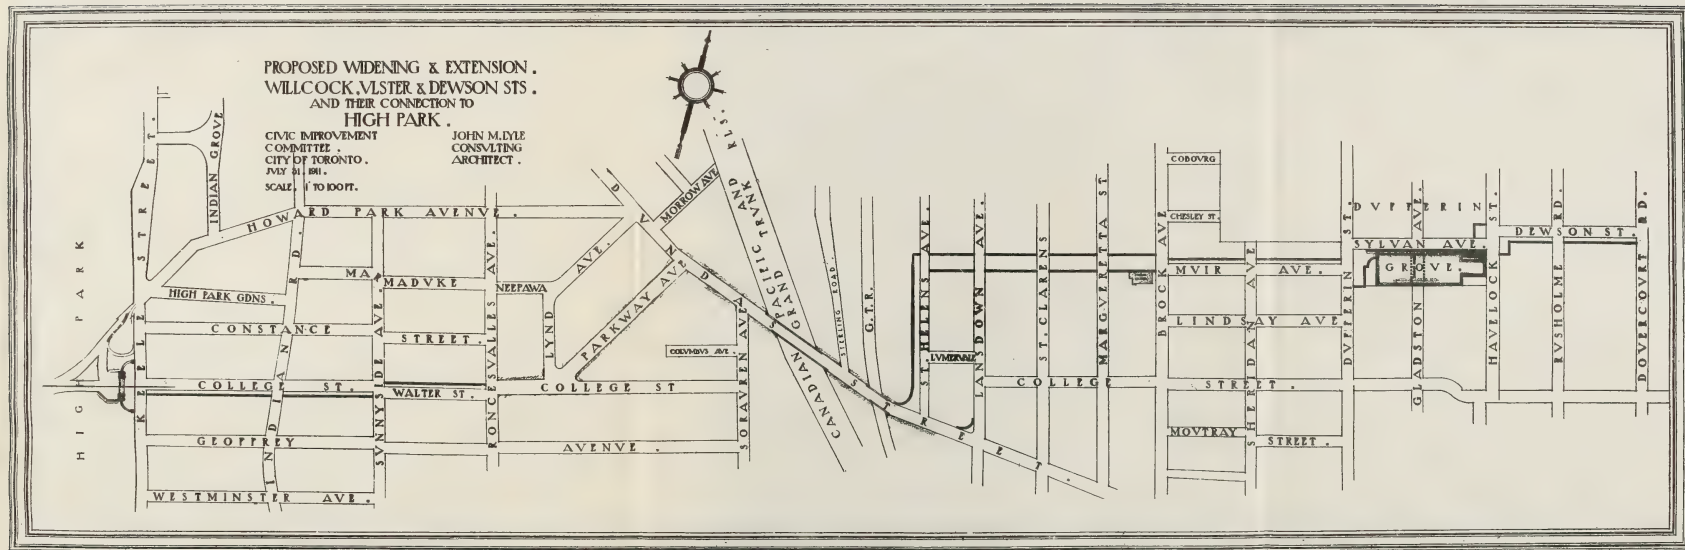 PROPOSED WIDENING & EXTENSION.
WILLCOCK, VLSTER & DEWSON STS.
AND THEIR CONNECTION TO
HIGH PARK.
CIVIC IMPROVEMENT
COMMITTEE.
CITY OF TORONTO.
JVLY 31. 1911.
SCALE. 1" TO 100 FT.
JOHN M. LYLE
CONSVLTING
ARCHITECT.
HIGH PARK
KEELE STREET.
INDIAN GROVE
HOWARD PARK AVENVE.
INDIAN RD.
MARMADVKE
HIGH PARK GDNS.
CONSTANCE STREET.
COLLEGE ST.
WALTER ST.
GEOFFREY AVENVE.
WESTMINSTER AVE.
SVNNYSIDE AVE.
RONCESVALLES AVE.
NEEPAWA AVE.
LYND
PARKWAY AVE
COLLEGE ST
COLVMBVS AVE.
SORAVREN AVE
MORROW AVE
DVNDAS STREET.
CANADIAN PACIFIC AND
GRAND TRVNK RLS.
STERLING ROAD.
G.T.R.
ST. HELENS AVE.
LVMERVALE
LANSDOWN AVE.
ST. CLARENS
MARGVERETTA ST
BROCK AVE
COBOVRG
CHESLEY ST.
MVIR AVE.
LINDSAY AVE
COLLEGE STREET.
MOVTRAY STREET.
SHERIDAN AVE
DVFFERIN ST.
DVFFERIN
SYLVAN AVE.
GROVE.
GLADSTON AVE.
HAVELOCK ST.
DEWSON ST.
RVSHOLME RD.
DOVERCOVRT RD.